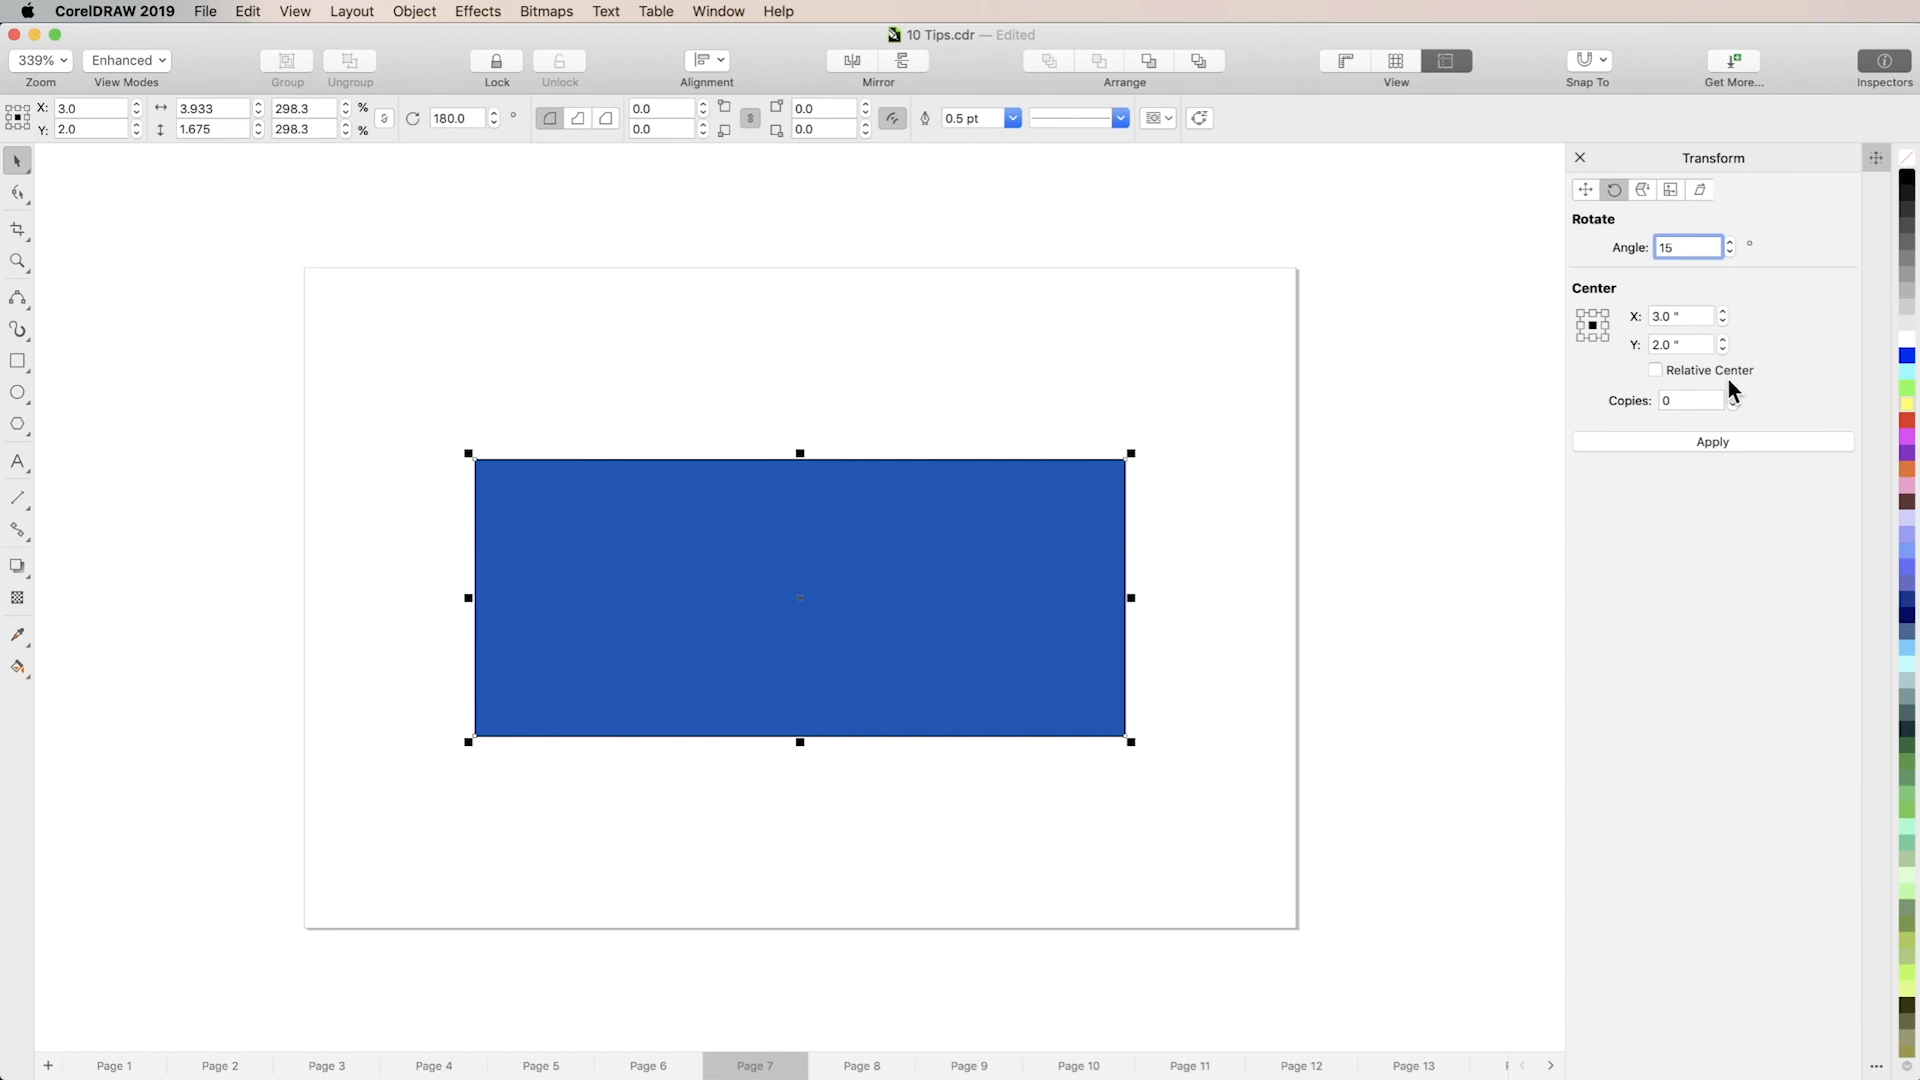 CorelDRAW 2019 File Edit View Layout Object Effects Bitmaps Text Table Window Help
10 Tips.cdr — Edited
339% Enhanced
Zoom View Modes Group Ungroup Lock Unlock Alignment Mirror Arrange View Snap To Get More... Inspectors
X: 3.0 3.933 298.3 % 0.0 0.0
180.0 ° 0.5 pt
Y: 2.0 1.675 298.3 % 0.0 0.0
Transform
Rotate
Angle: 15 °
Center
X: 3.0 "
Y: 2.0 "
Relative Center
Copies: 0
Apply
A
+ Page 1 Page 2 Page 3 Page 4 Page 5 Page 6 Page 7 Page 8 Page 9 Page 10 Page 11 Page 12 Page 13